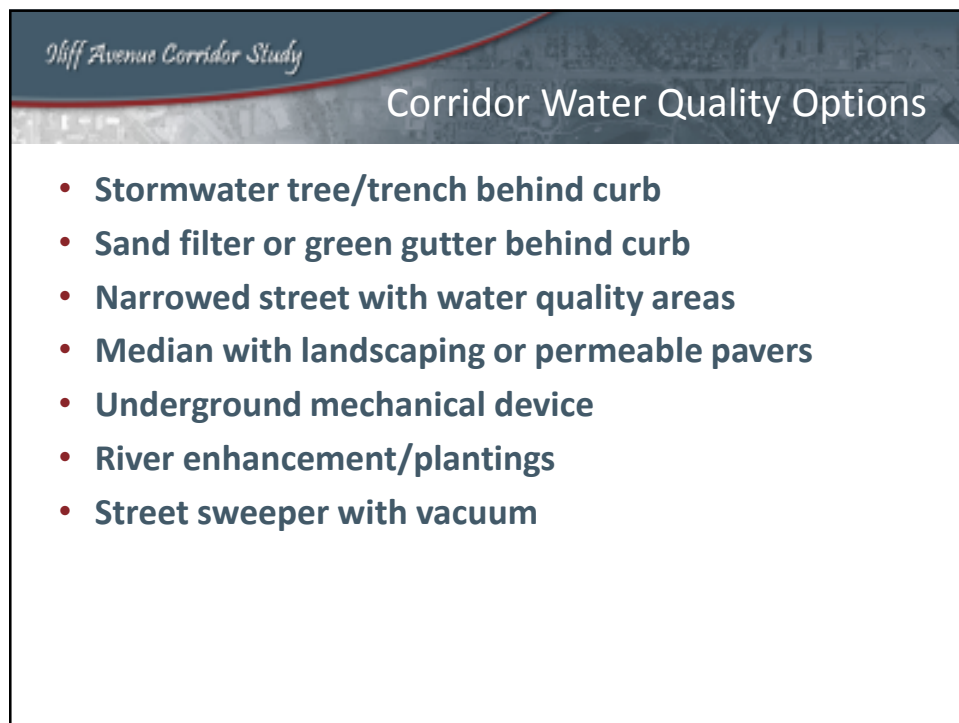 Iliff Avenue Corridor Study
Corridor Water Quality Options
• Stormwater tree/trench behind curb
• Sand filter or green gutter behind curb
• Narrowed street with water quality areas
• Median with landscaping or permeable pavers
• Underground mechanical device
• River enhancement/plantings
• Street sweeper with vacuum